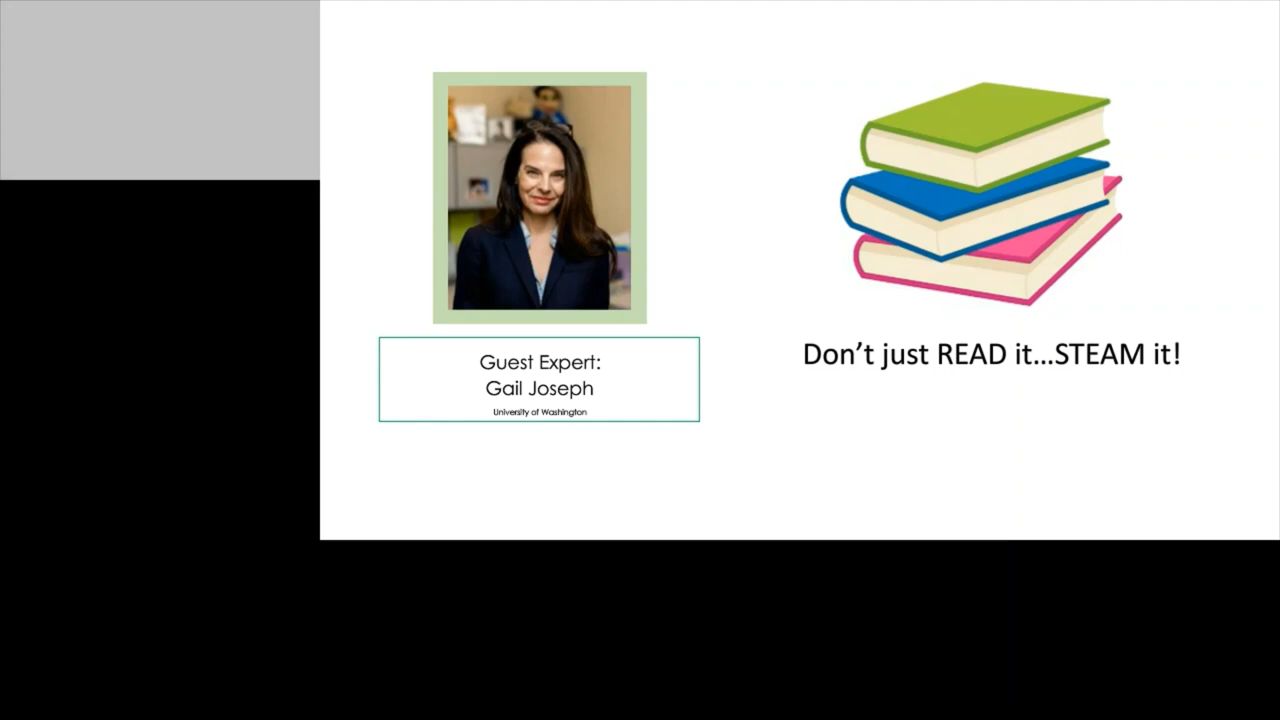 Guest Expert:
Gail Joseph
University of Washington
Don’t just READ it...STEAM it!